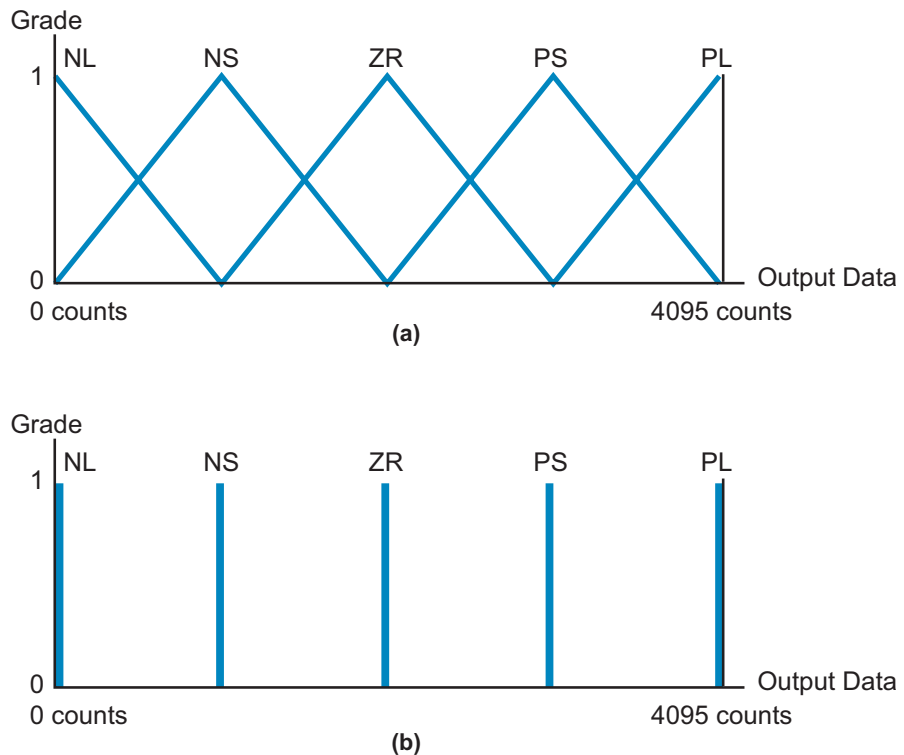 Grade
NL NS ZR PS PL
1
0
Output Data
0 counts 4095 counts
(a)
Grade
NL NS ZR PS PL
1
0
Output Data
0 counts 4095 counts
(b)